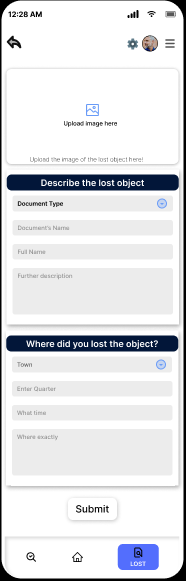 12:28 AM
Upload image here
Upload the image of the lost object here!
Describe the lost object
Document Type
Document's Name
Full Name
Further description
Where did you lost the object?
Town
Enter Quarter
What time
Where exactly
Submit
LOST